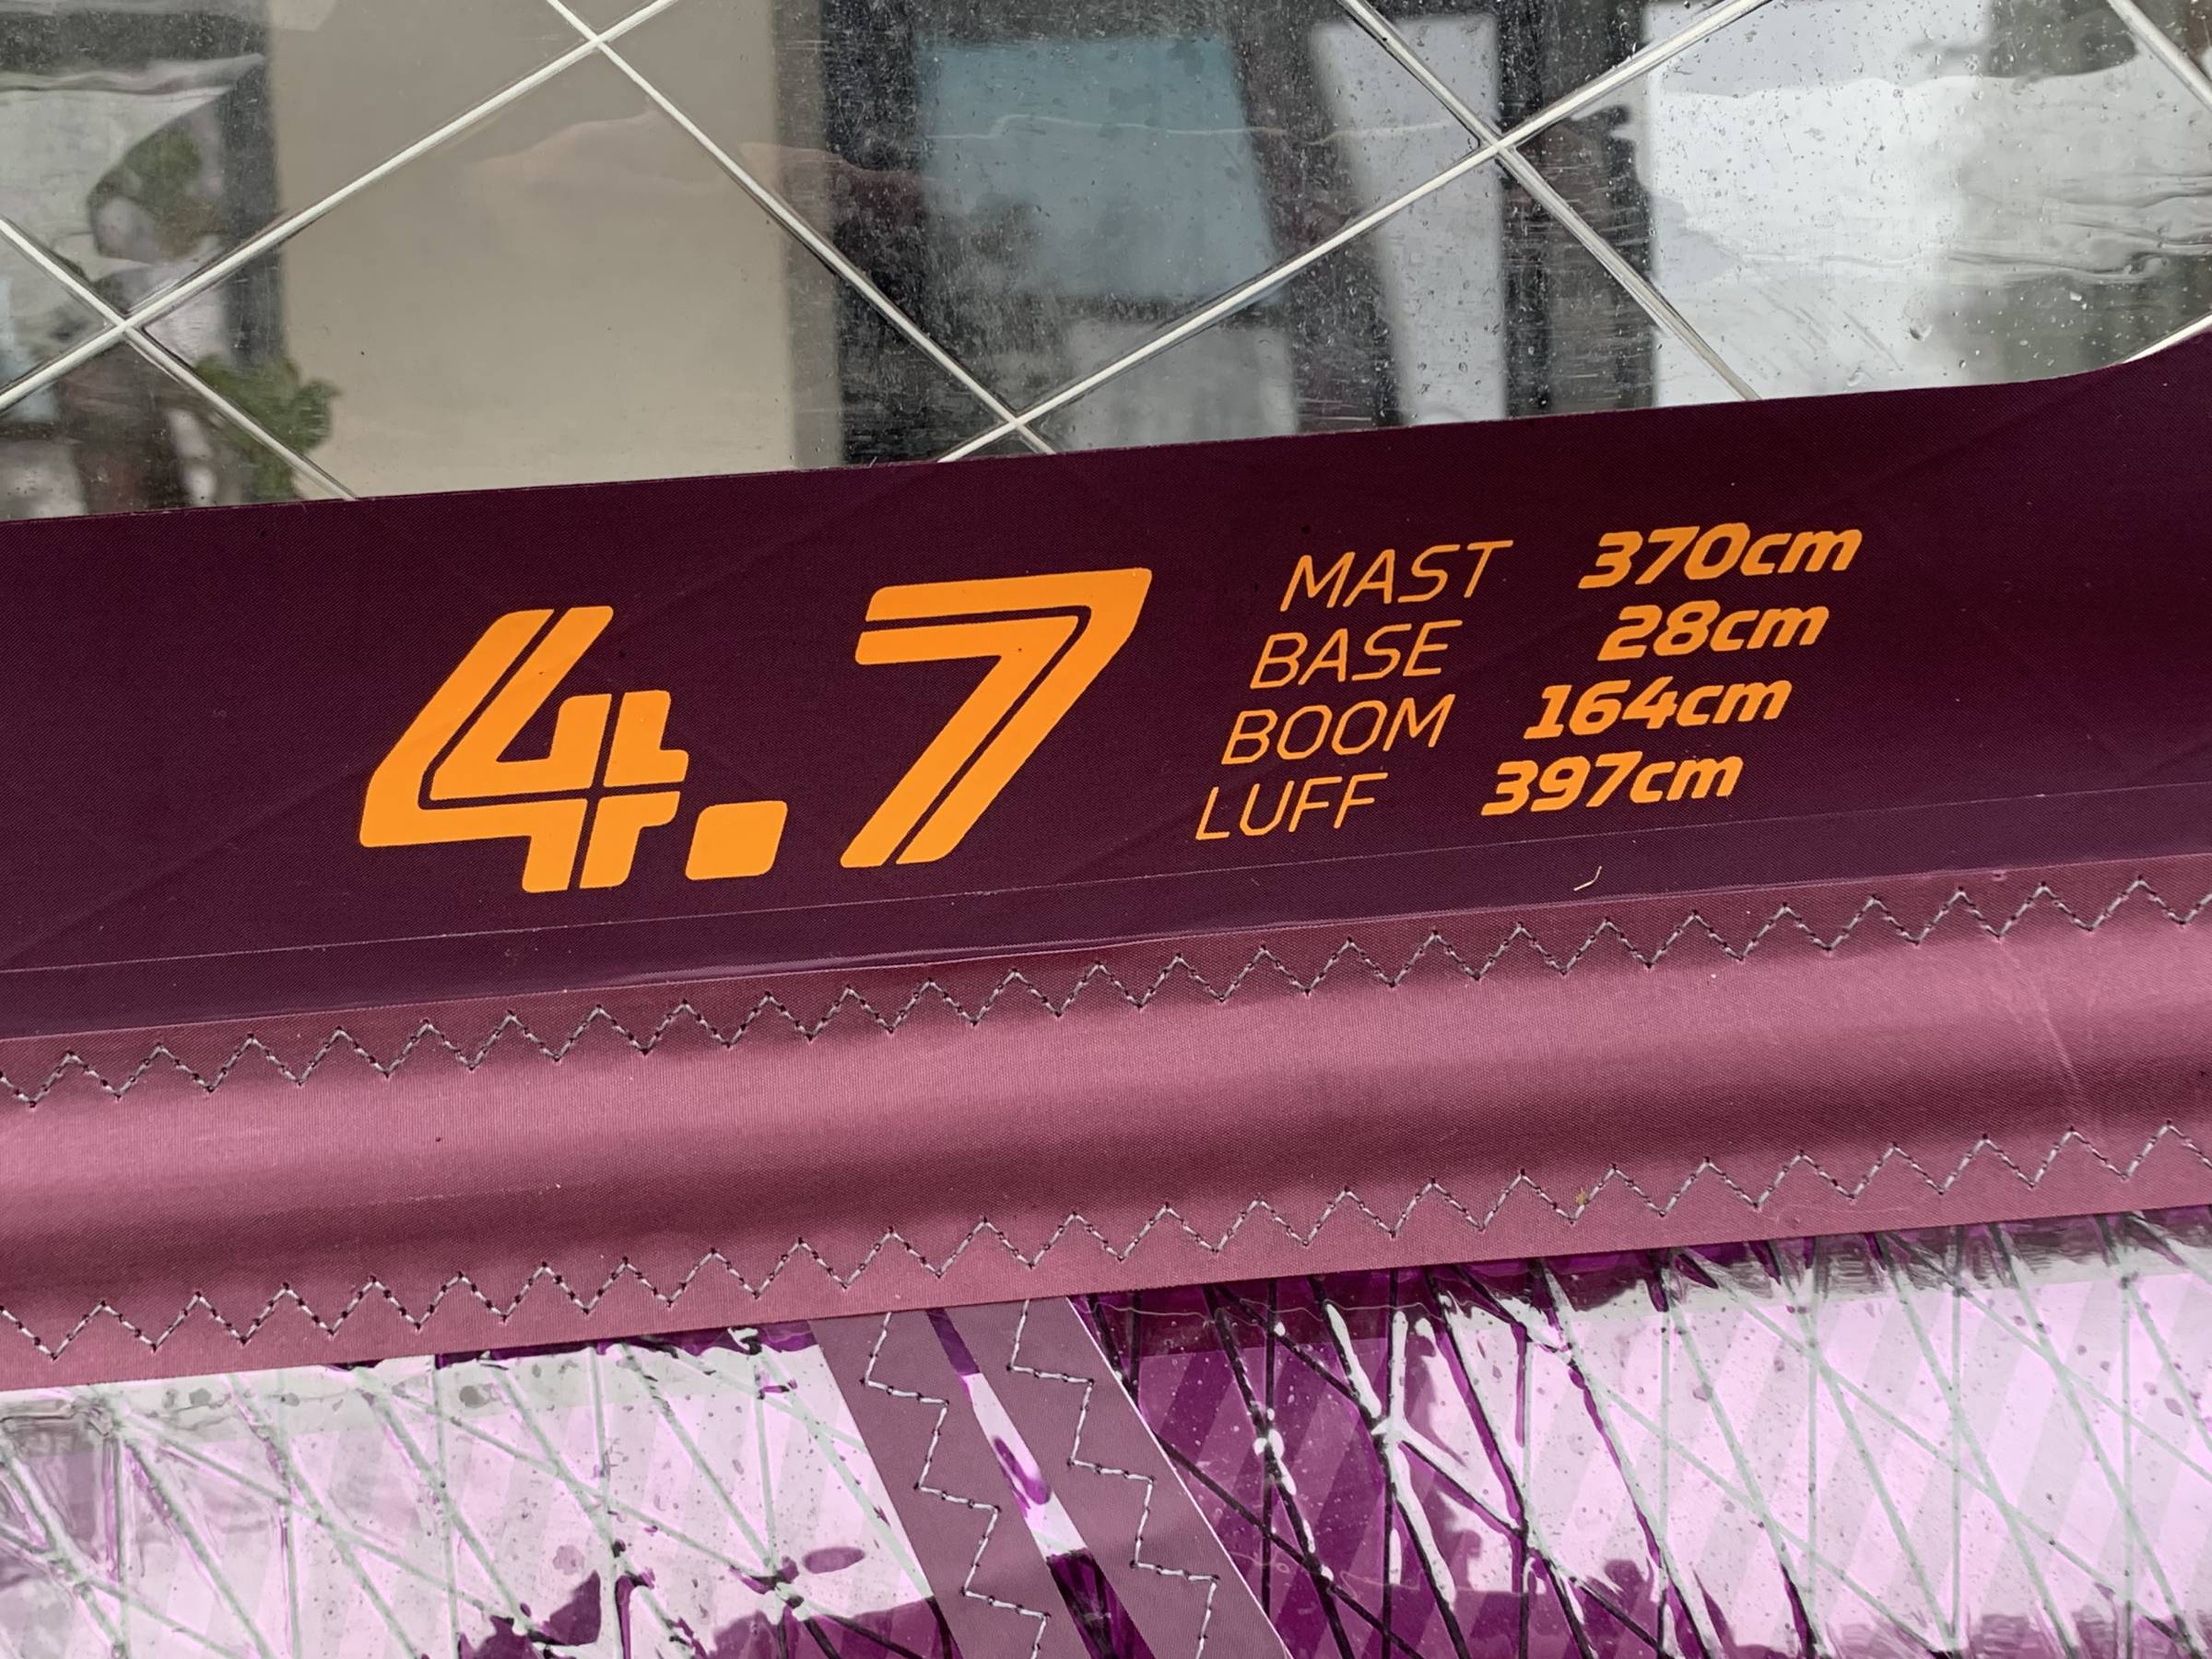 4.7
MAST 370cm
BASE 28cm
BOOM 164cm
LUFF 397cm